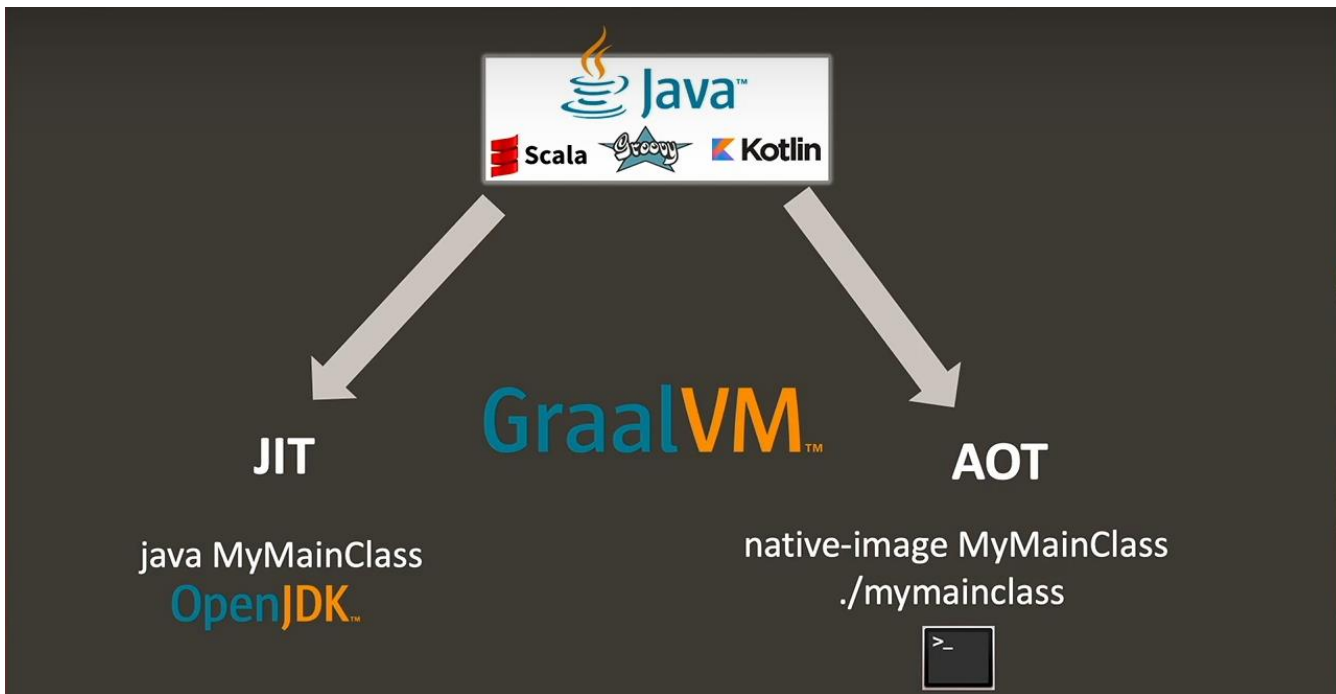 Java™
Scala Groovy Kotlin
GraalVM™
JIT
AOT
java MyMainClass
OpenJDK™
native-image MyMainClass
./mymainclass
>_